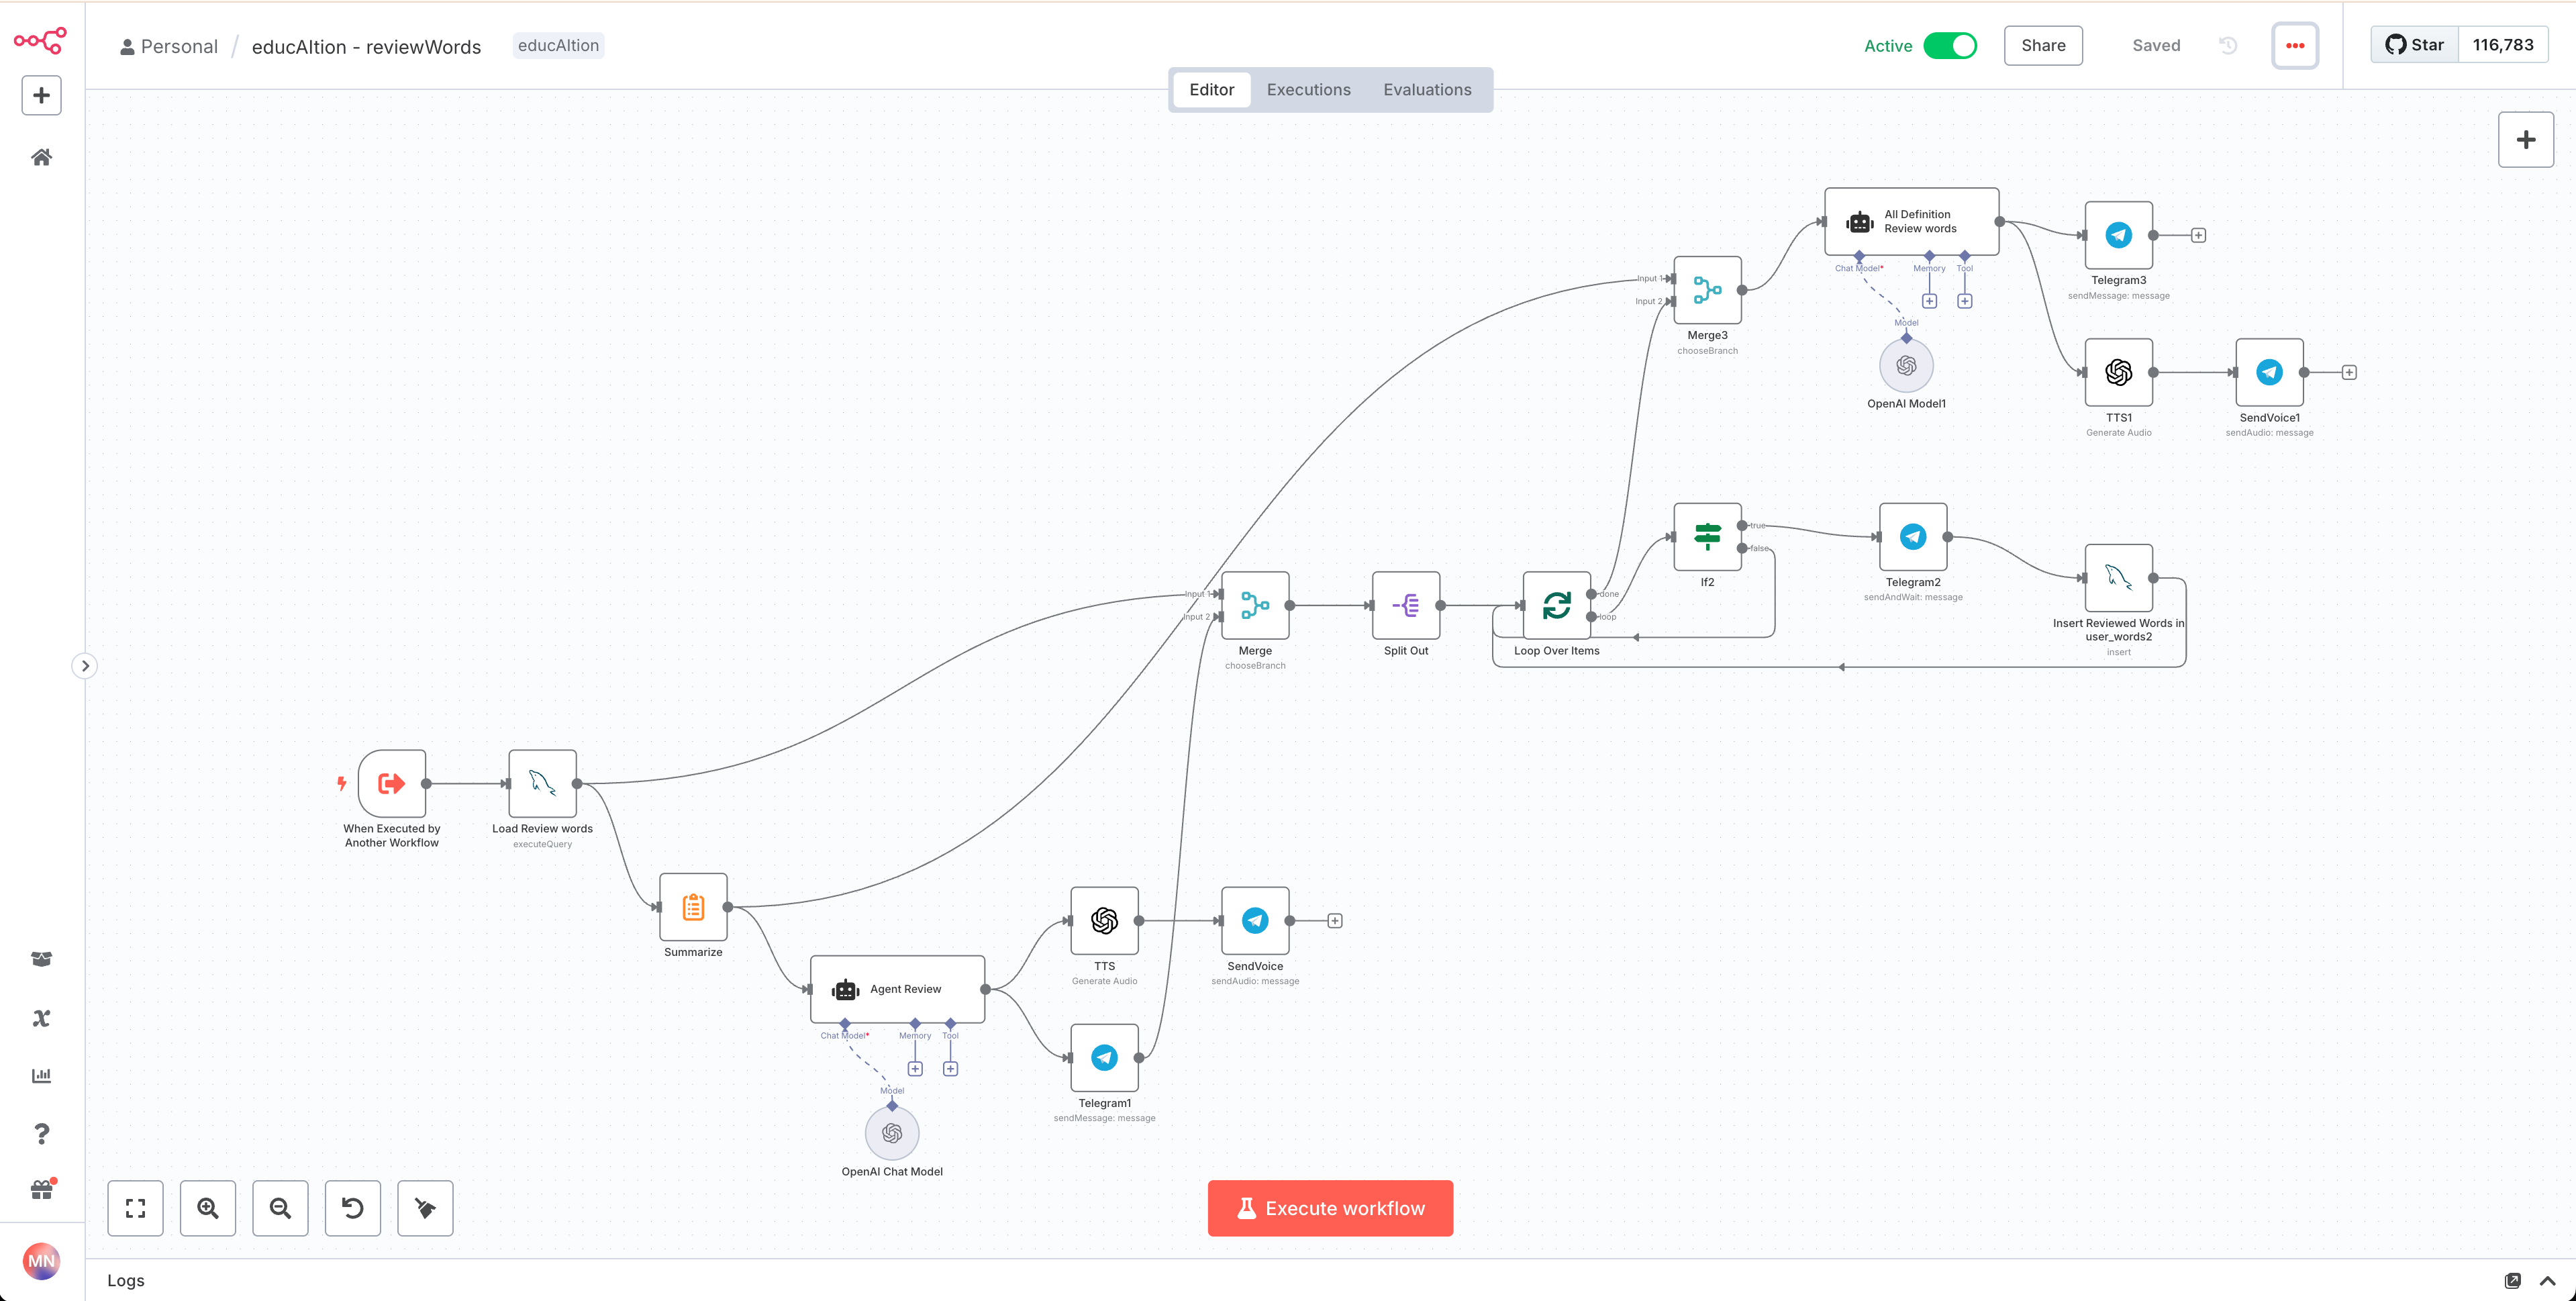 Personal / educAItion - reviewWords educAItion
Active Share Saved Star 116,783
Editor Executions Evaluations
All Definition
Review words
Chat Model* Memory Tool
Model
OpenAI Model1
Telegram3
sendMessage: message
Input 1
Input 2
Merge3
chooseBranch
TTS1
Generate Audio
SendVoice1
sendAudio: message
true
false
If2
Telegram2
sendAndWait: message
Insert Reviewed Words in
user_words2
insert
Input 1
Input 2
Merge
chooseBranch
Split Out
done
loop
Loop Over Items
When Executed by
Another Workflow
Load Review words
executeQuery
Summarize
TTS
Generate Audio
SendVoice
sendAudio: message
Agent Review
Chat Model* Memory Tool
Model
OpenAI Chat Model
Telegram1
sendMessage: message
Execute workflow
MN
Logs